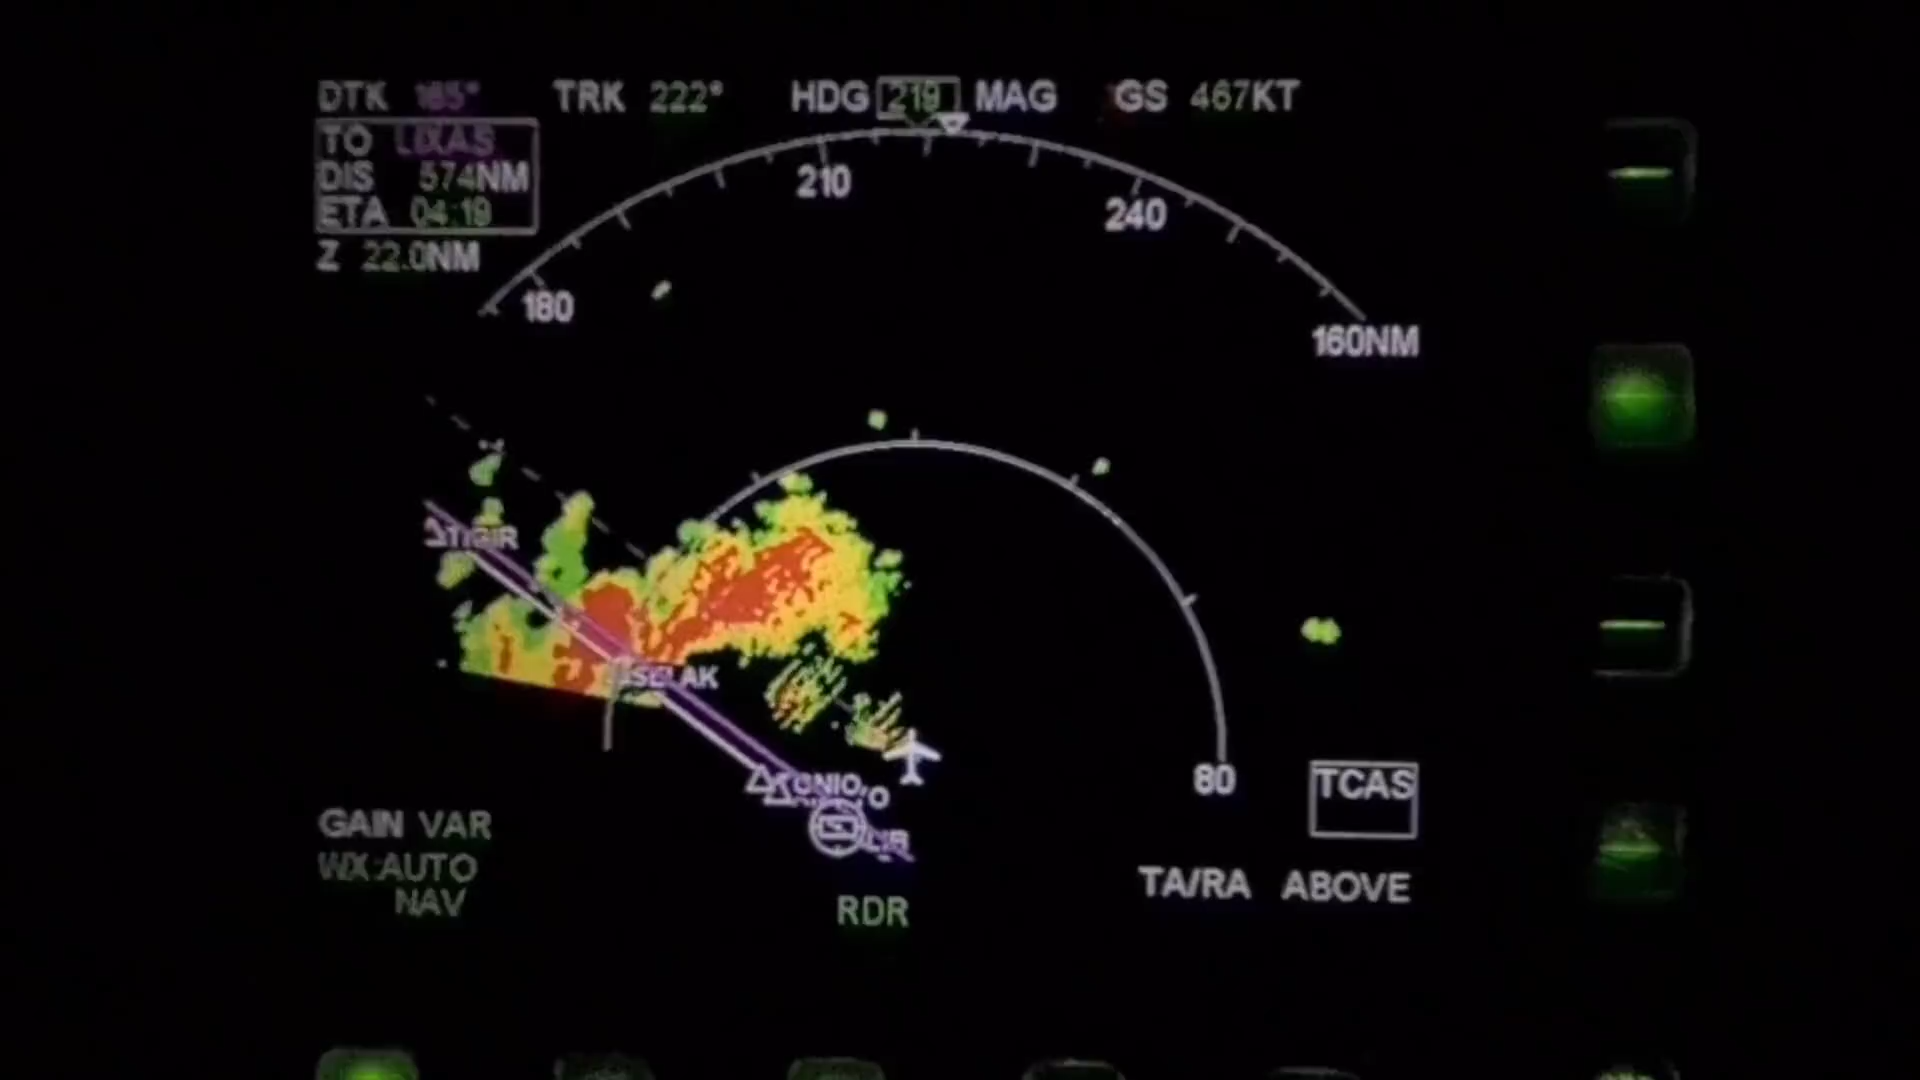 DTK 165° TRK 222° HDG 219 MAG GS 467KT
TO LIXAS
DIS 574NM
ETA 04:19
Z 22.0NM
210
240
180
160NM
TIGIR
SELAK
80
TCAS
GAIN VAR
WX:AUTO
NAV
TA/RA ABOVE
RDR